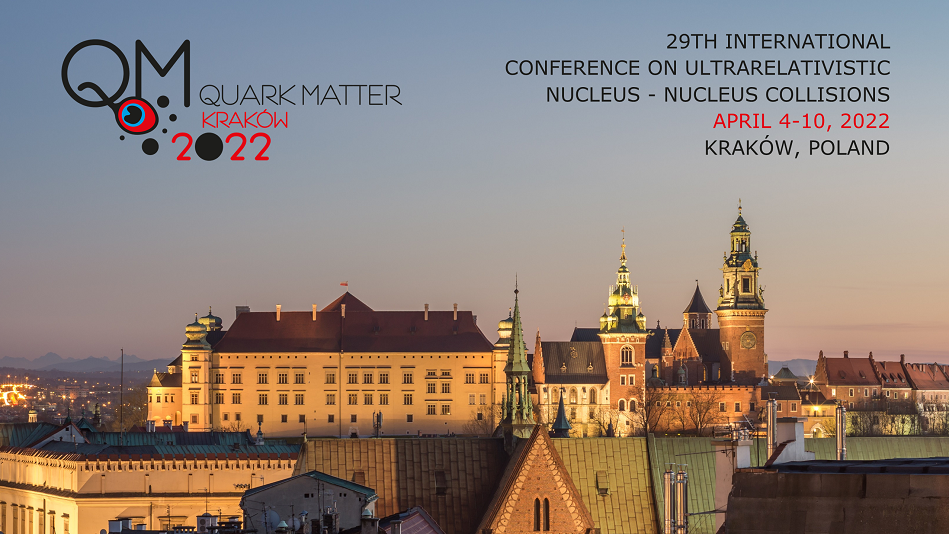 QM QUARK MATTER
KRAKÓW
2022
29TH INTERNATIONAL
CONFERENCE ON ULTRARELATIVISTIC
NUCLEUS - NUCLEUS COLLISIONS
APRIL 4-10, 2022
KRAKÓW, POLAND